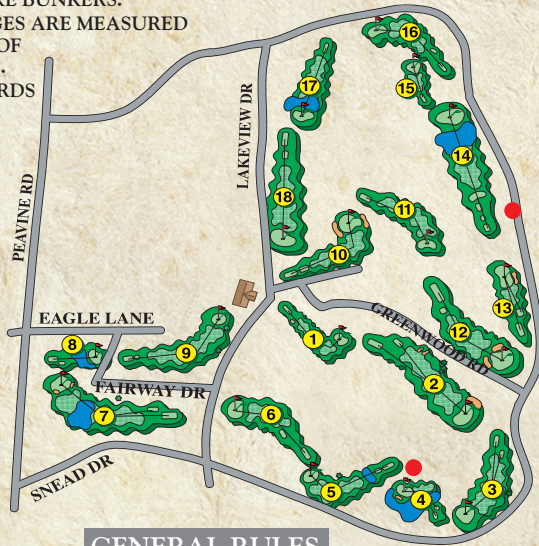 RE BUNKERS.
GES ARE MEASURED
OF
.
RDS
16
17
15
LAKEVIEW DR
14
PEAVINE RD
18
11
10
13
EAGLE LANE
GREENWOOD RD
12
8
9
1
2
FAIRWAY DR
7
6
SNEAD DR
5
4
3
GENERAL RULES